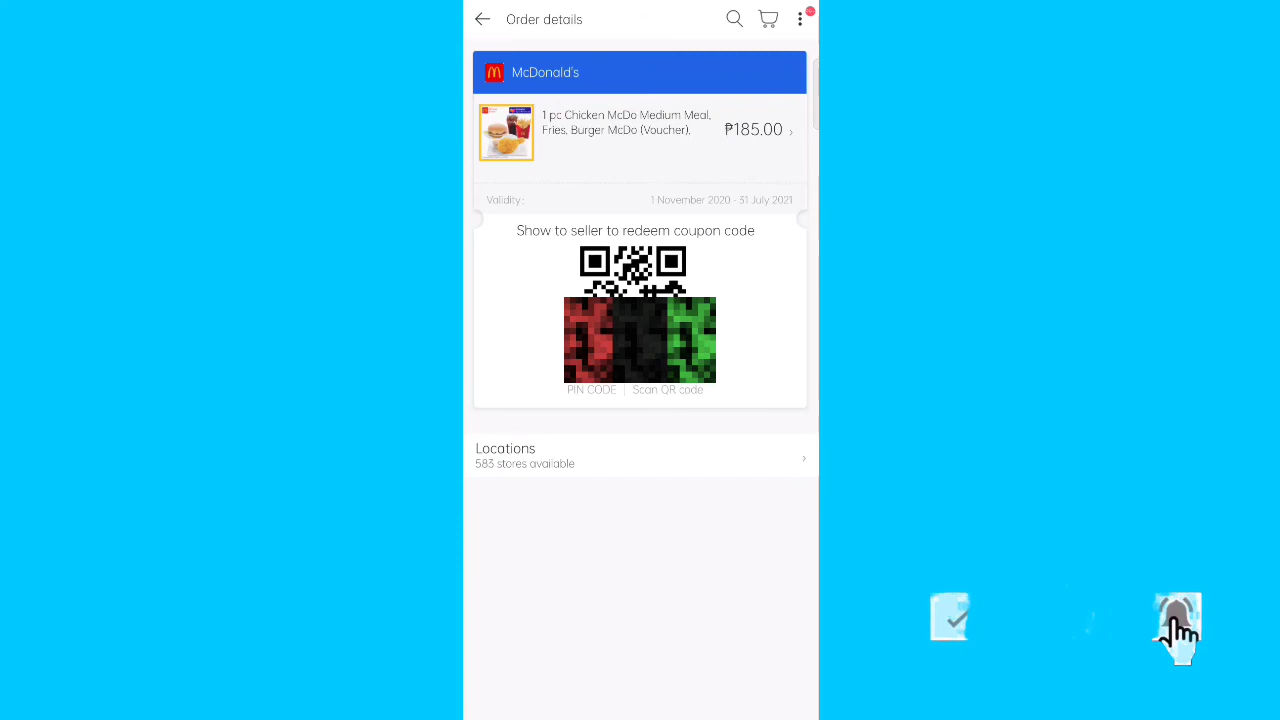 Order details
McDonald's
1 pc Chicken McDo Medium Meal,
Fries, Burger McDo (Voucher),
₱185.00
Validity:
1 November 2020 - 31 July 2021
Show to seller to redeem coupon code
PIN CODE | Scan QR code
Locations
583 stores available